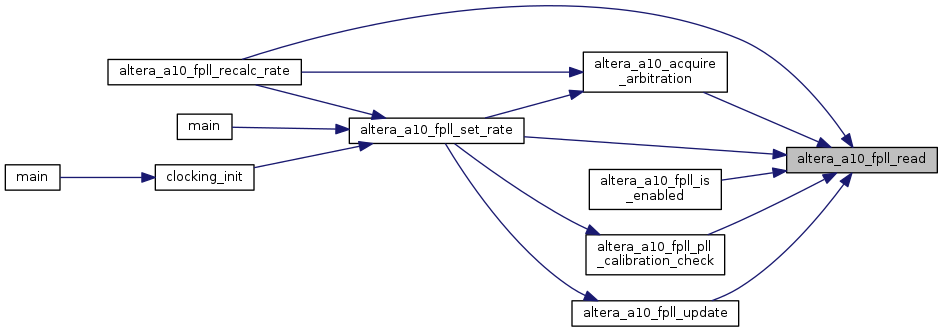 altera_a10_fpll_recalc_rate
altera_a10_acquire
_arbitration
main
altera_a10_fpll_set_rate
altera_a10_fpll_read
main
clocking_init
altera_a10_fpll_is
_enabled
altera_a10_fpll_pll
_calibration_check
altera_a10_fpll_update